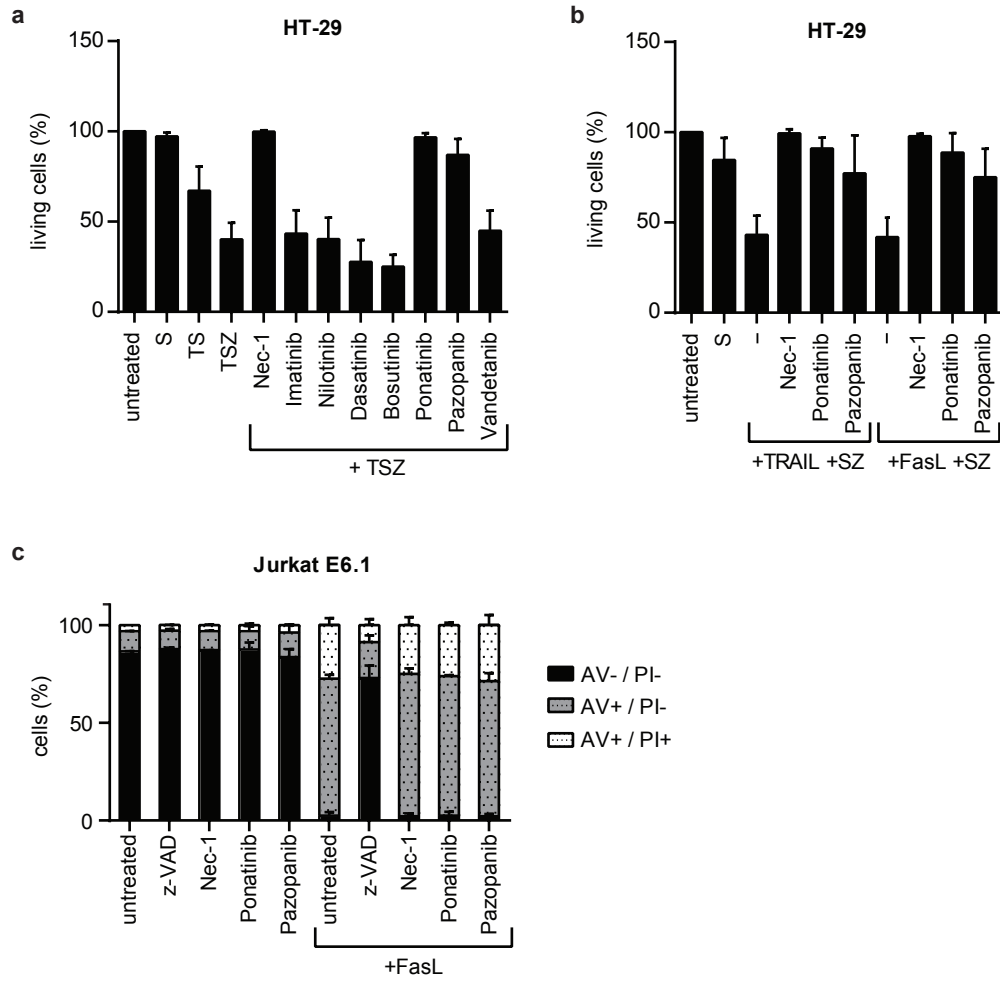 a
HT-29
living cells (%)
150
100
50
0
untreated
S
TS
TSZ
Nec-1
Imatinib
Nilotinib
Dasatinib
Bosutinib
Ponatinib
Pazopanib
Vandetanib
+ TSZ
b
HT-29
living cells (%)
150
100
50
0
untreated
S
–
Nec-1
Ponatinib
Pazopanib
–
Nec-1
Ponatinib
Pazopanib
+TRAIL +SZ
+FasL +SZ
c
Jurkat E6.1
cells (%)
100
50
0
untreated
z-VAD
Nec-1
Ponatinib
Pazopanib
untreated
z-VAD
Nec-1
Ponatinib
Pazopanib
+FasL
AV- / PI-
AV+ / PI-
AV+ / PI+